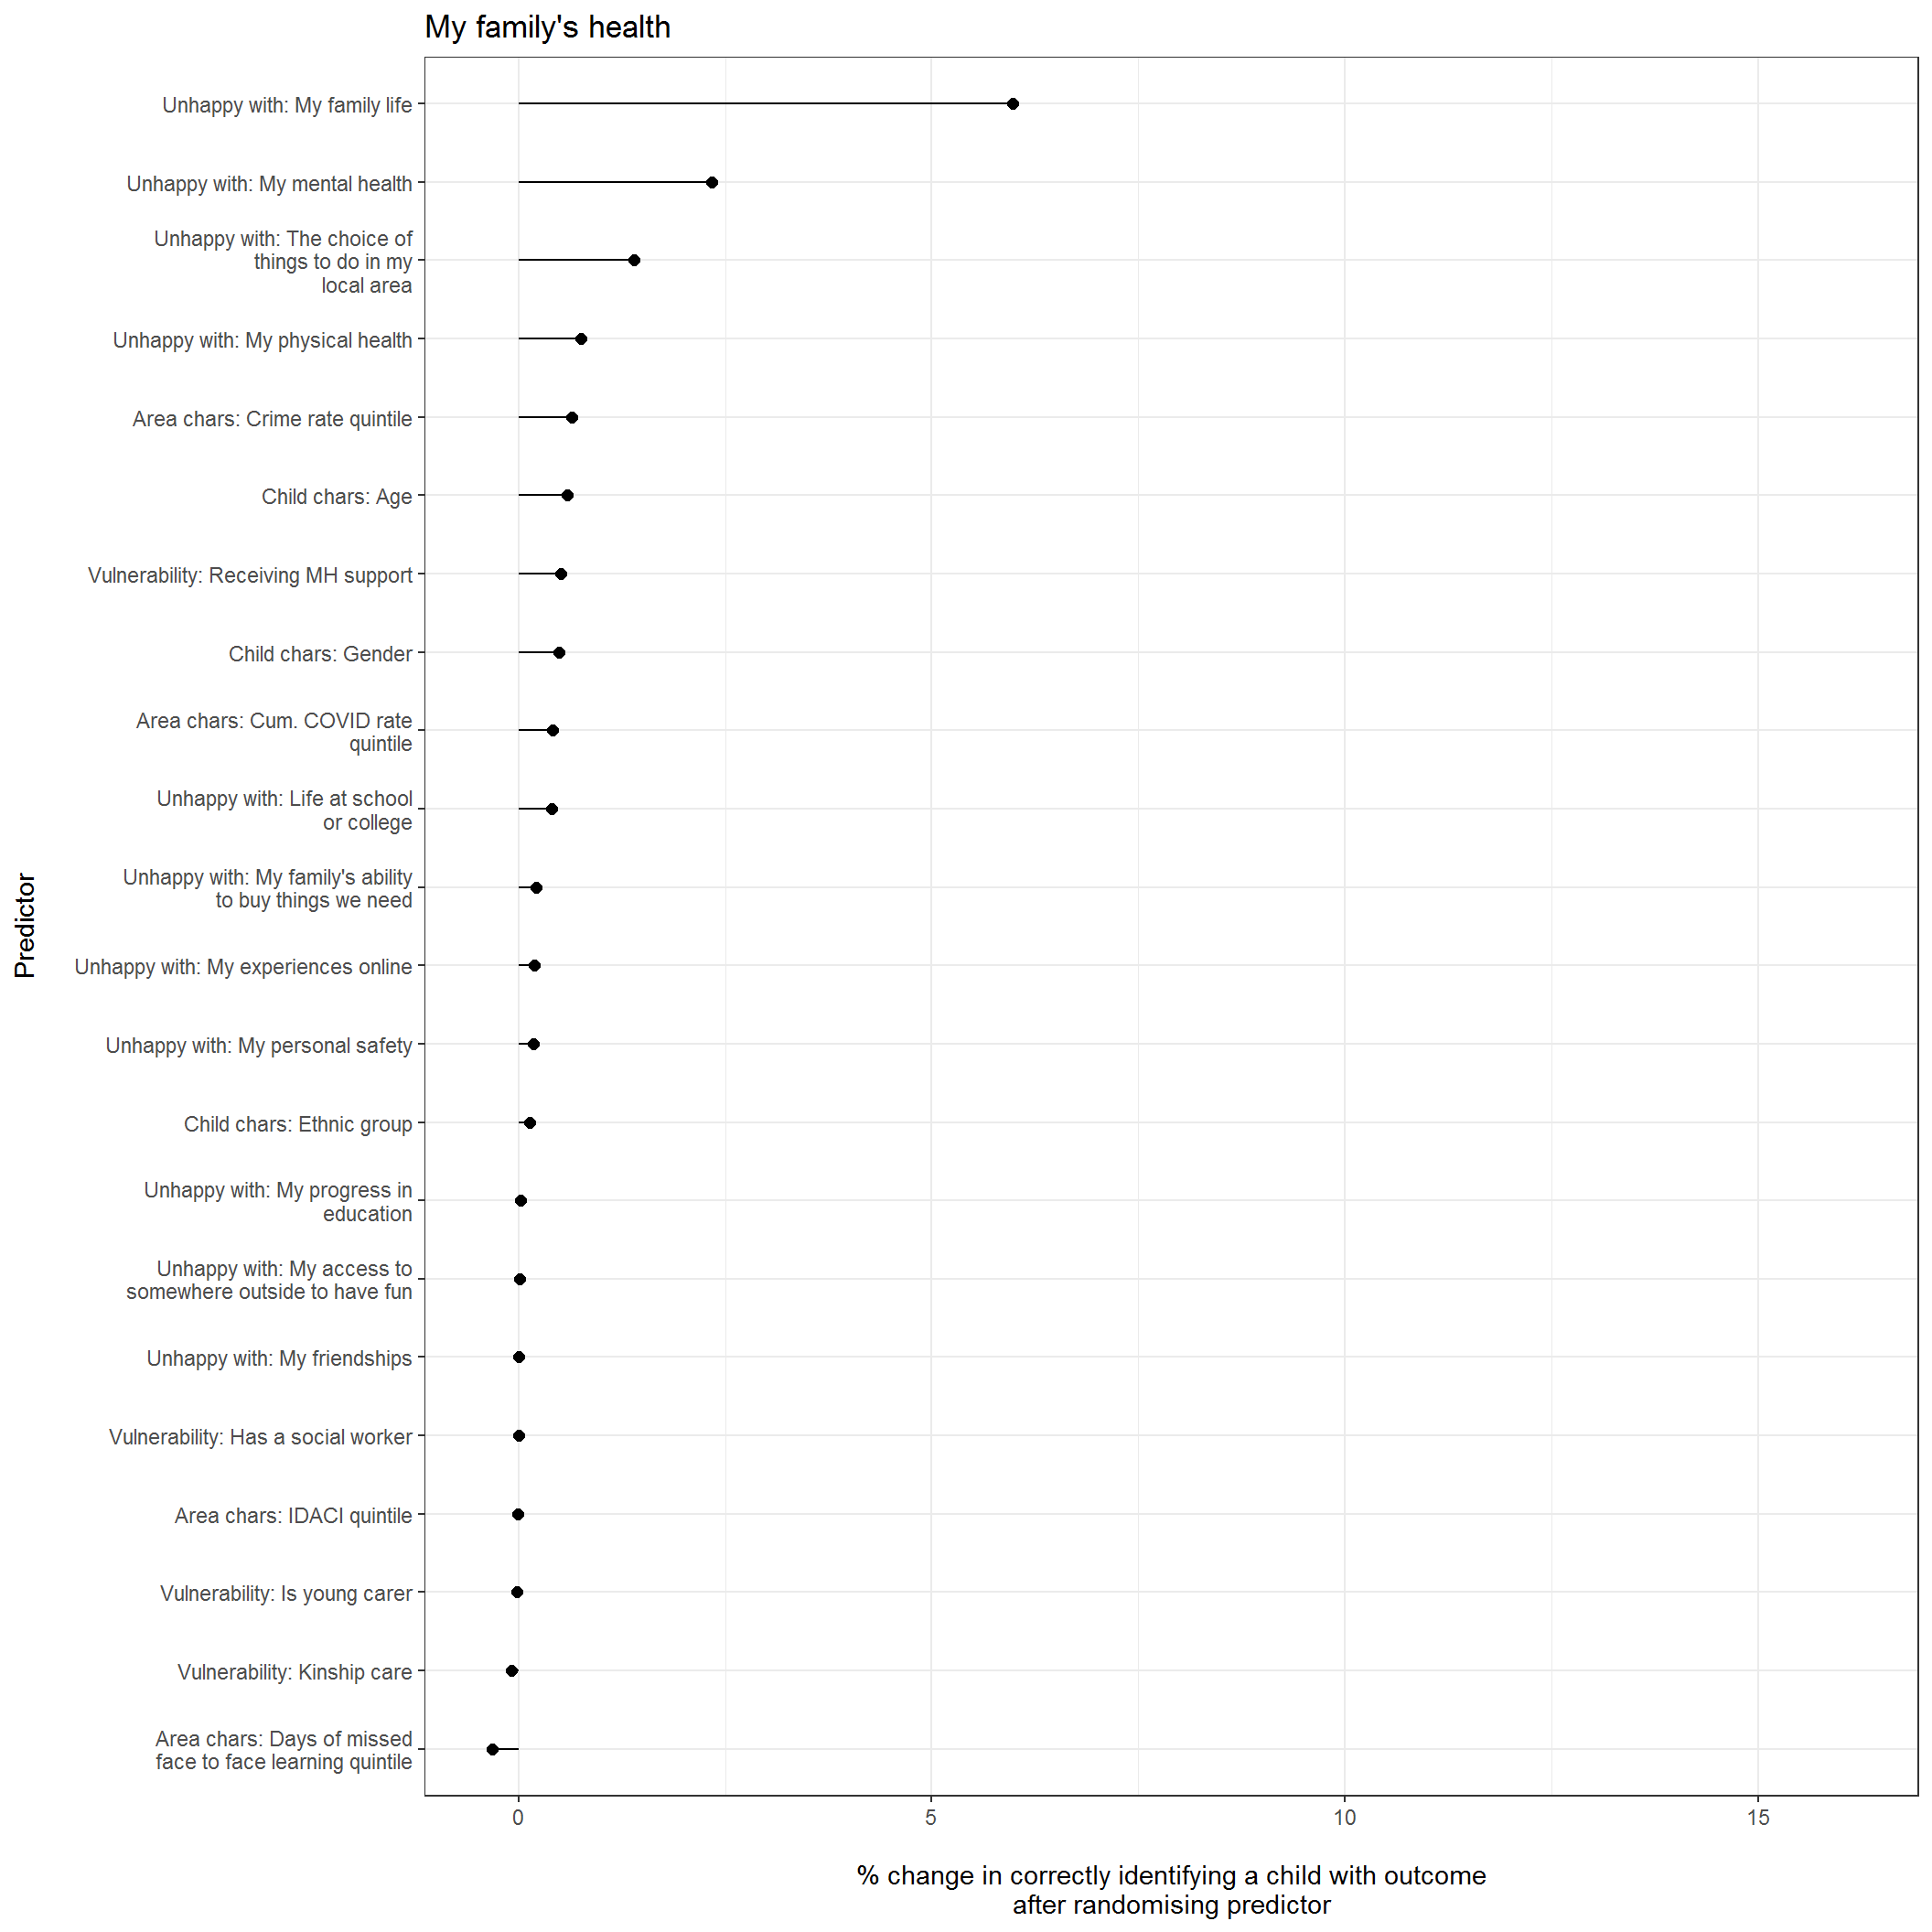 My family's health
Unhappy with: My family life
Unhappy with: My mental health
Unhappy with: The choice of
things to do in my
local area
Unhappy with: My physical health
Area chars: Crime rate quintile
Child chars: Age
Vulnerability: Receiving MH support
Child chars: Gender
Area chars: Cum. COVID rate
quintile
Unhappy with: Life at school
or college
Unhappy with: My family's ability
to buy things we need
Unhappy with: My experiences online
Unhappy with: My personal safety
Child chars: Ethnic group
Unhappy with: My progress in
education
Unhappy with: My access to
somewhere outside to have fun
Unhappy with: My friendships
Vulnerability: Has a social worker
Area chars: IDACI quintile
Vulnerability: Is young carer
Vulnerability: Kinship care
Area chars: Days of missed
face to face learning quintile
Predictor
0 5 10 15
% change in correctly identifying a child with outcome
after randomising predictor